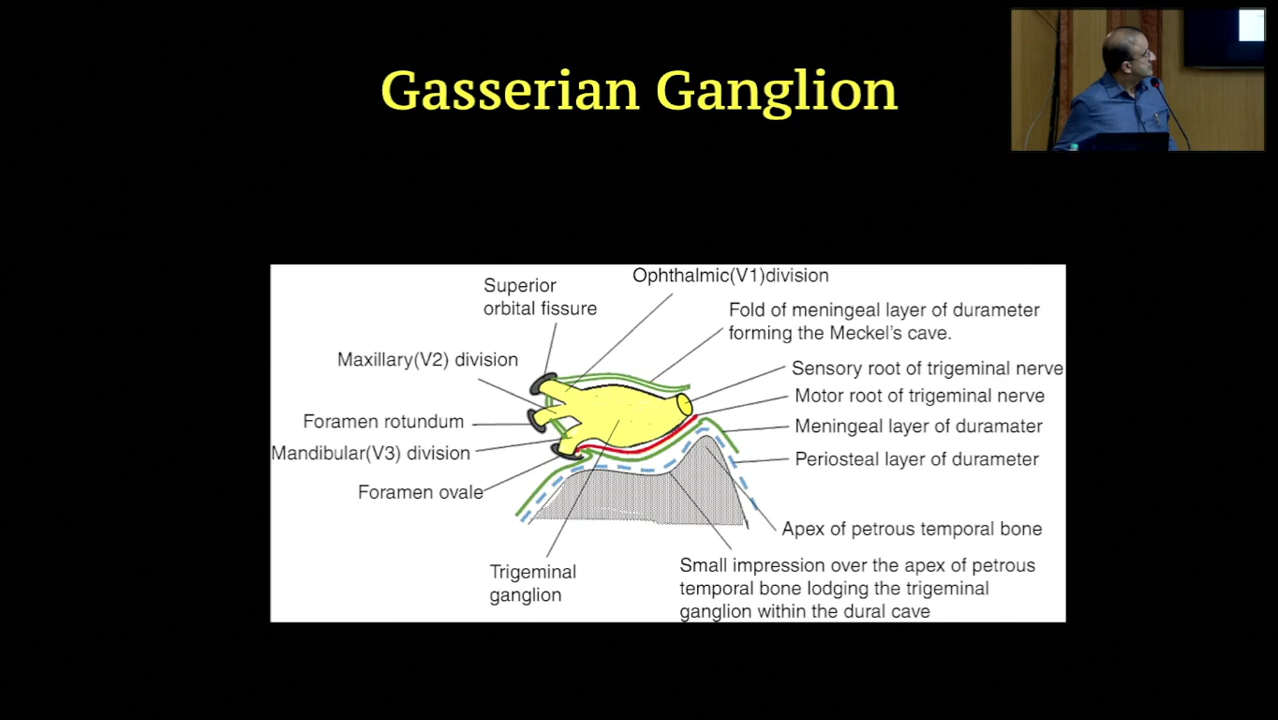 Gasserian Ganglion
Ophthalmic(V1)division
Superior
orbital fissure
Fold of meningeal layer of durameter
forming the Meckel's cave.
Maxillary(V2) division
Sensory root of trigeminal nerve
Motor root of trigeminal nerve
Foramen rotundum
Meningeal layer of duramater
Mandibular(V3) division
Periosteal layer of durameter
Foramen ovale
Apex of petrous temporal bone
Trigeminal
ganglion
Small impression over the apex of petrous
temporal bone lodging the trigeminal
ganglion within the dural cave